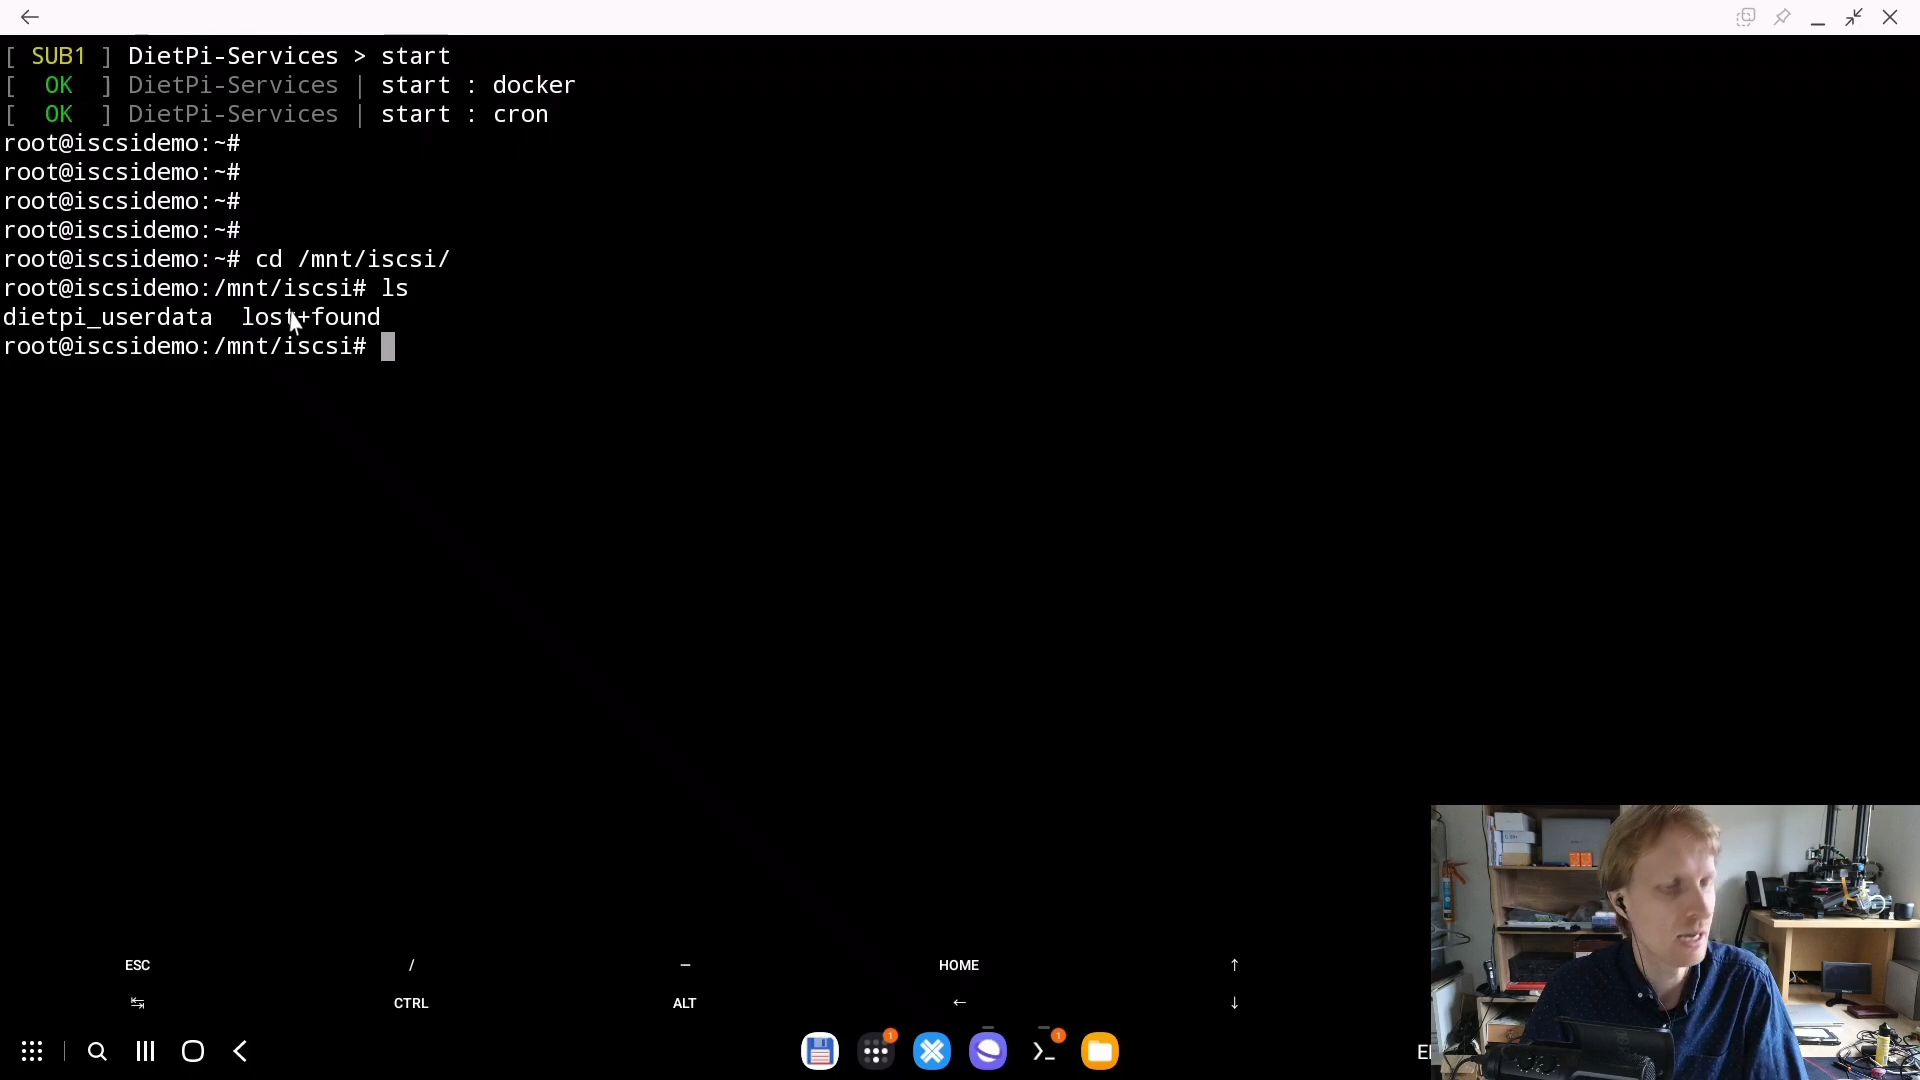 [ SUB1 ] DietPi-Services > start
[  OK  ] DietPi-Services | start : docker
[  OK  ] DietPi-Services | start : cron
root@iscsidemo:~#
root@iscsidemo:~#
root@iscsidemo:~#
root@iscsidemo:~#
root@iscsidemo:~# cd /mnt/iscsi/
root@iscsidemo:/mnt/iscsi# ls
dietpi_userdata  lost+found
root@iscsidemo:/mnt/iscsi#
ESC / − HOME ↑
↹ CTRL ALT ← ↓
1 1